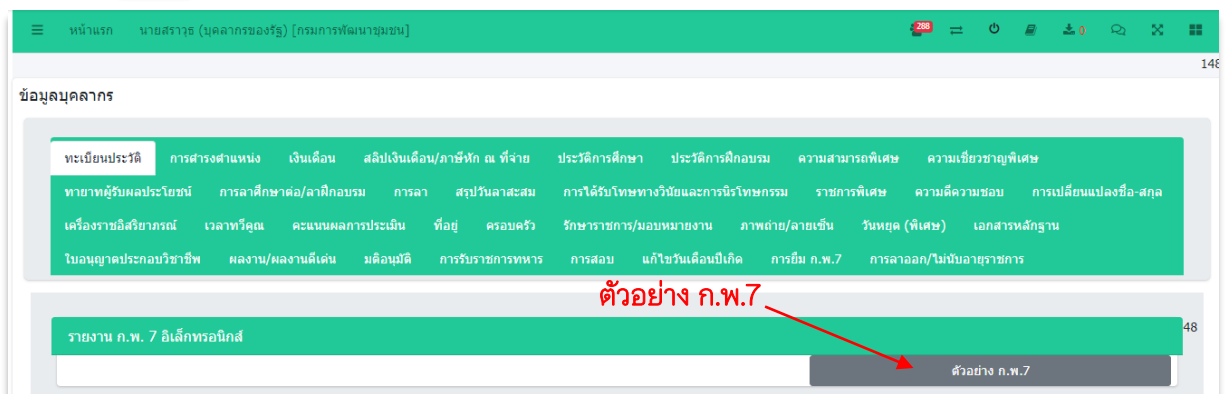 หน้าแรก นายสราวุธ (บุคลากรของรัฐ) [กรมการพัฒนาชุมชน] 288 0
148
ข้อมูลบุคลากร
ทะเบียนประวัติ การดำรงตำแหน่ง เงินเดือน สลิปเงินเดือน/ภาษีหัก ณ ที่จ่าย ประวัติการศึกษา ประวัติการฝึกอบรม ความสามารถพิเศษ ความเชี่ยวชาญพิเศษ
ทายาทผู้รับผลประโยชน์ การลาศึกษาต่อ/ลาฝึกอบรม การลา สรุปวันลาสะสม การได้รับโทษทางวินัยและการนิรโทษกรรม ราชการพิเศษ ความดีความชอบ การเปลี่ยนแปลงชื่อ-สกุล
เครื่องราชอิสริยาภรณ์ เวลาทวีคูณ คะแนนผลการประเมิน ที่อยู่ ครอบครัว รักษาราชการ/มอบหมายงาน ภาพถ่าย/ลายเซ็น วันหยุด (พิเศษ) เอกสารหลักฐาน
ใบอนุญาตประกอบวิชาชีพ ผลงาน/ผลงานดีเด่น มติอนุมัติ การรับราชการทหาร การสอบ แก้ไขวันเดือนปีเกิด การยืม ก.พ.7 การลาออก/ไม่นับอายุราชการ
ตัวอย่าง ก.พ.7
รายงาน ก.พ. 7 อิเล็กทรอนิกส์ 48
ตัวอย่าง ก.พ.7